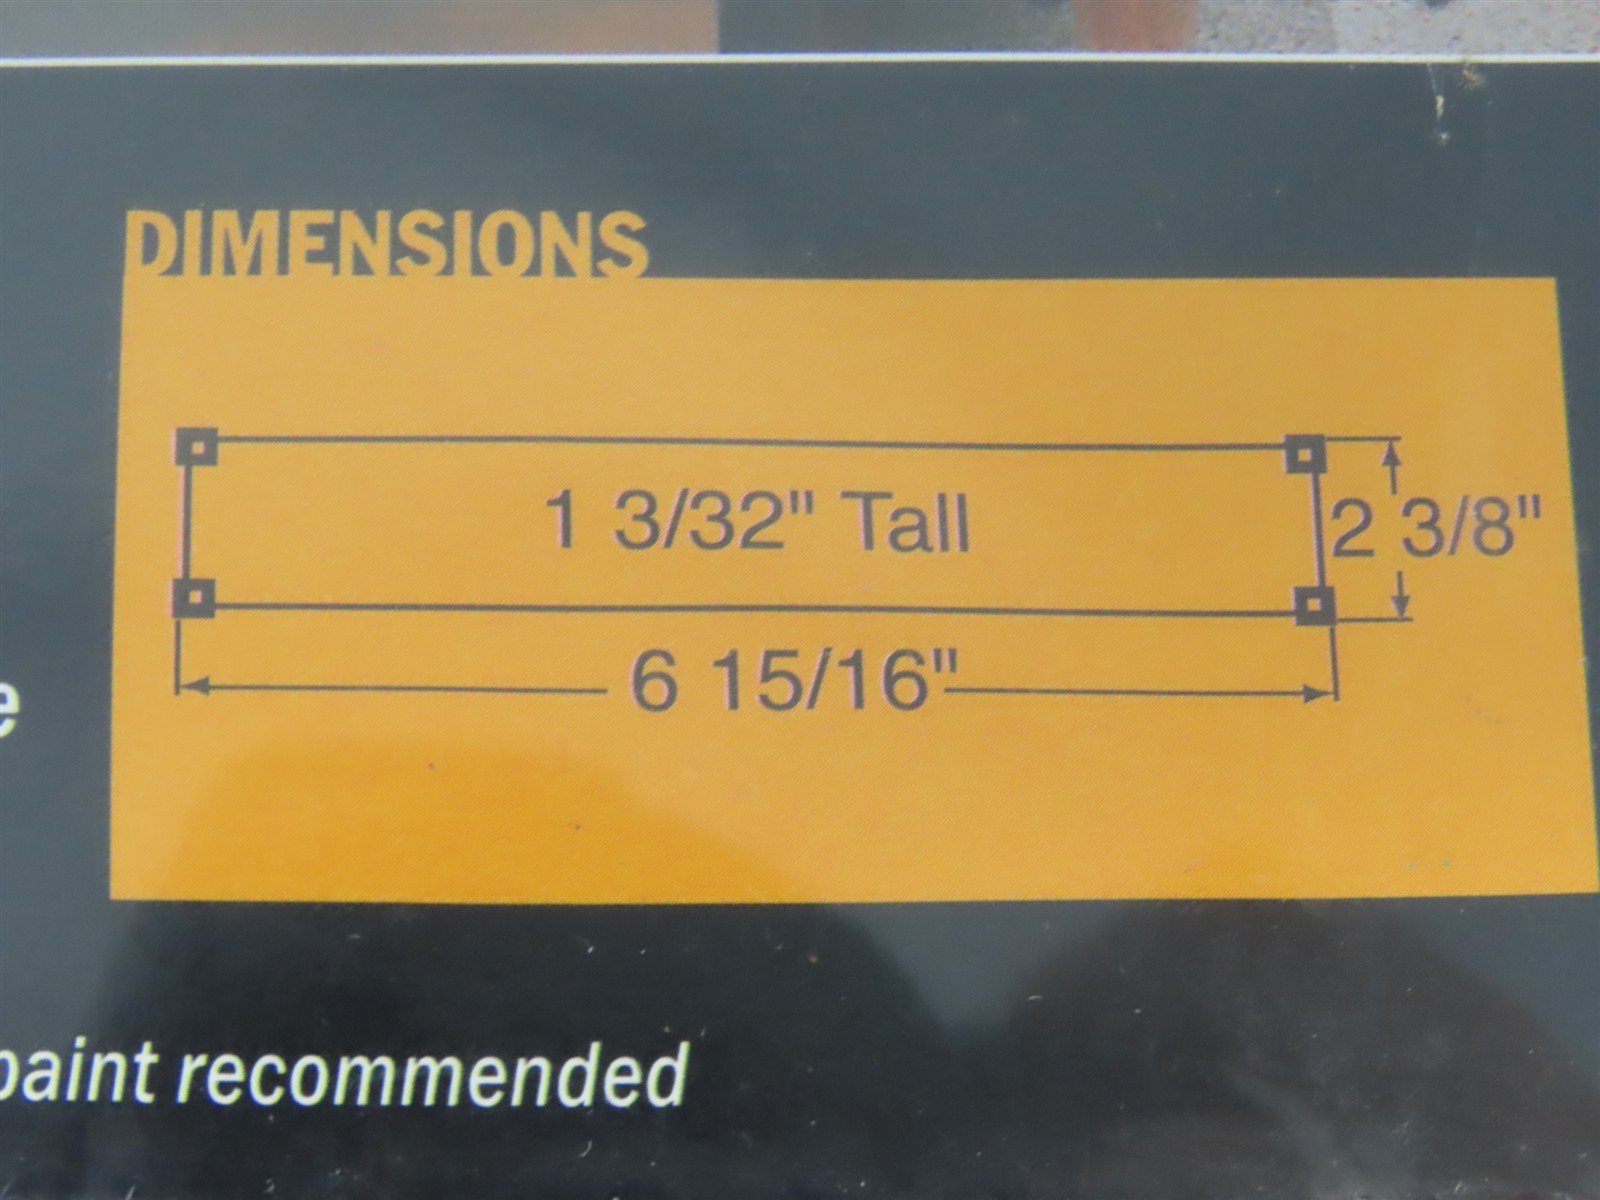 DIMENSIONS
1 3/32" Tall
2 3/8"
6 15/16"
paint recommended